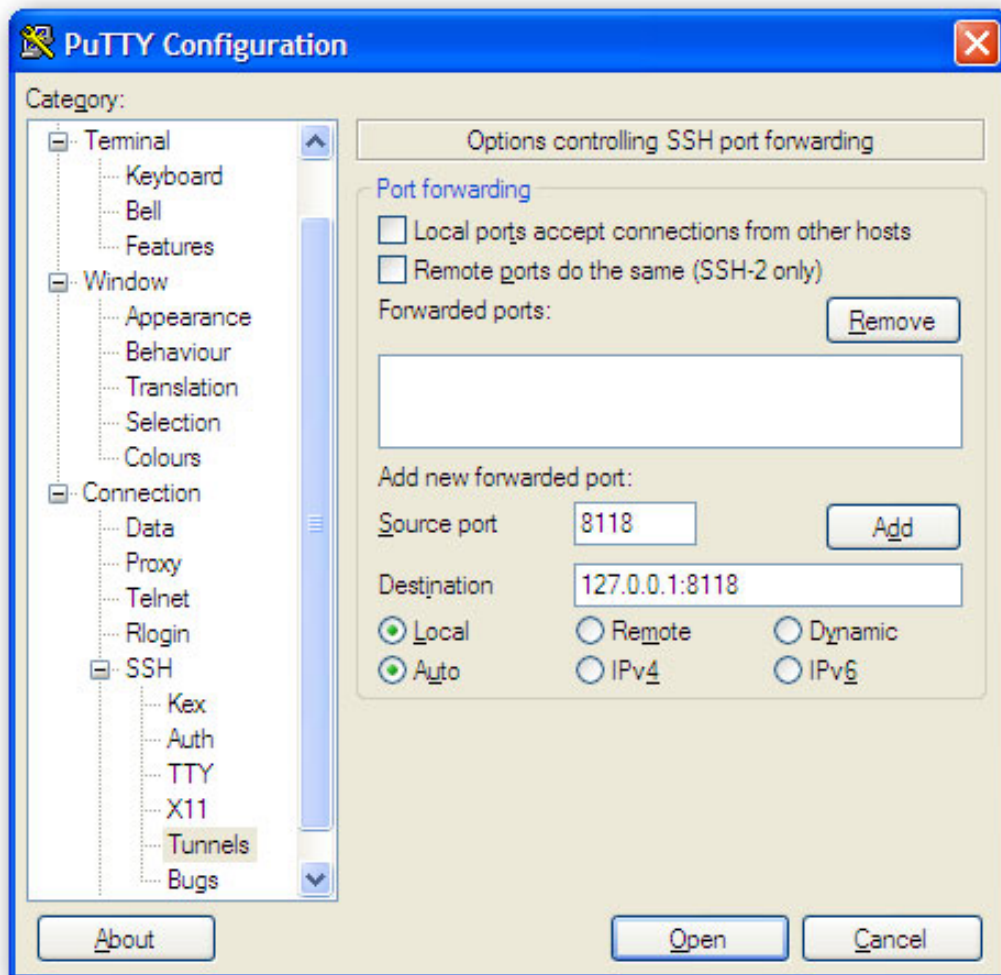 PuTTY Configuration
Category:
Terminal
Keyboard
Bell
Features
Window
Appearance
Behaviour
Translation
Selection
Colours
Connection
Data
Proxy
Telnet
Rlogin
SSH
Kex
Auth
TTY
X11
Tunnels
Bugs
Options controlling SSH port forwarding
Port forwarding
Local ports accept connections from other hosts
Remote ports do the same (SSH-2 only)
Forwarded ports:
Remove
Add new forwarded port:
Source port 8118 Add
Destination 127.0.0.1:8118
Local Remote Dynamic
Auto IPv4 IPv6
About Open Cancel